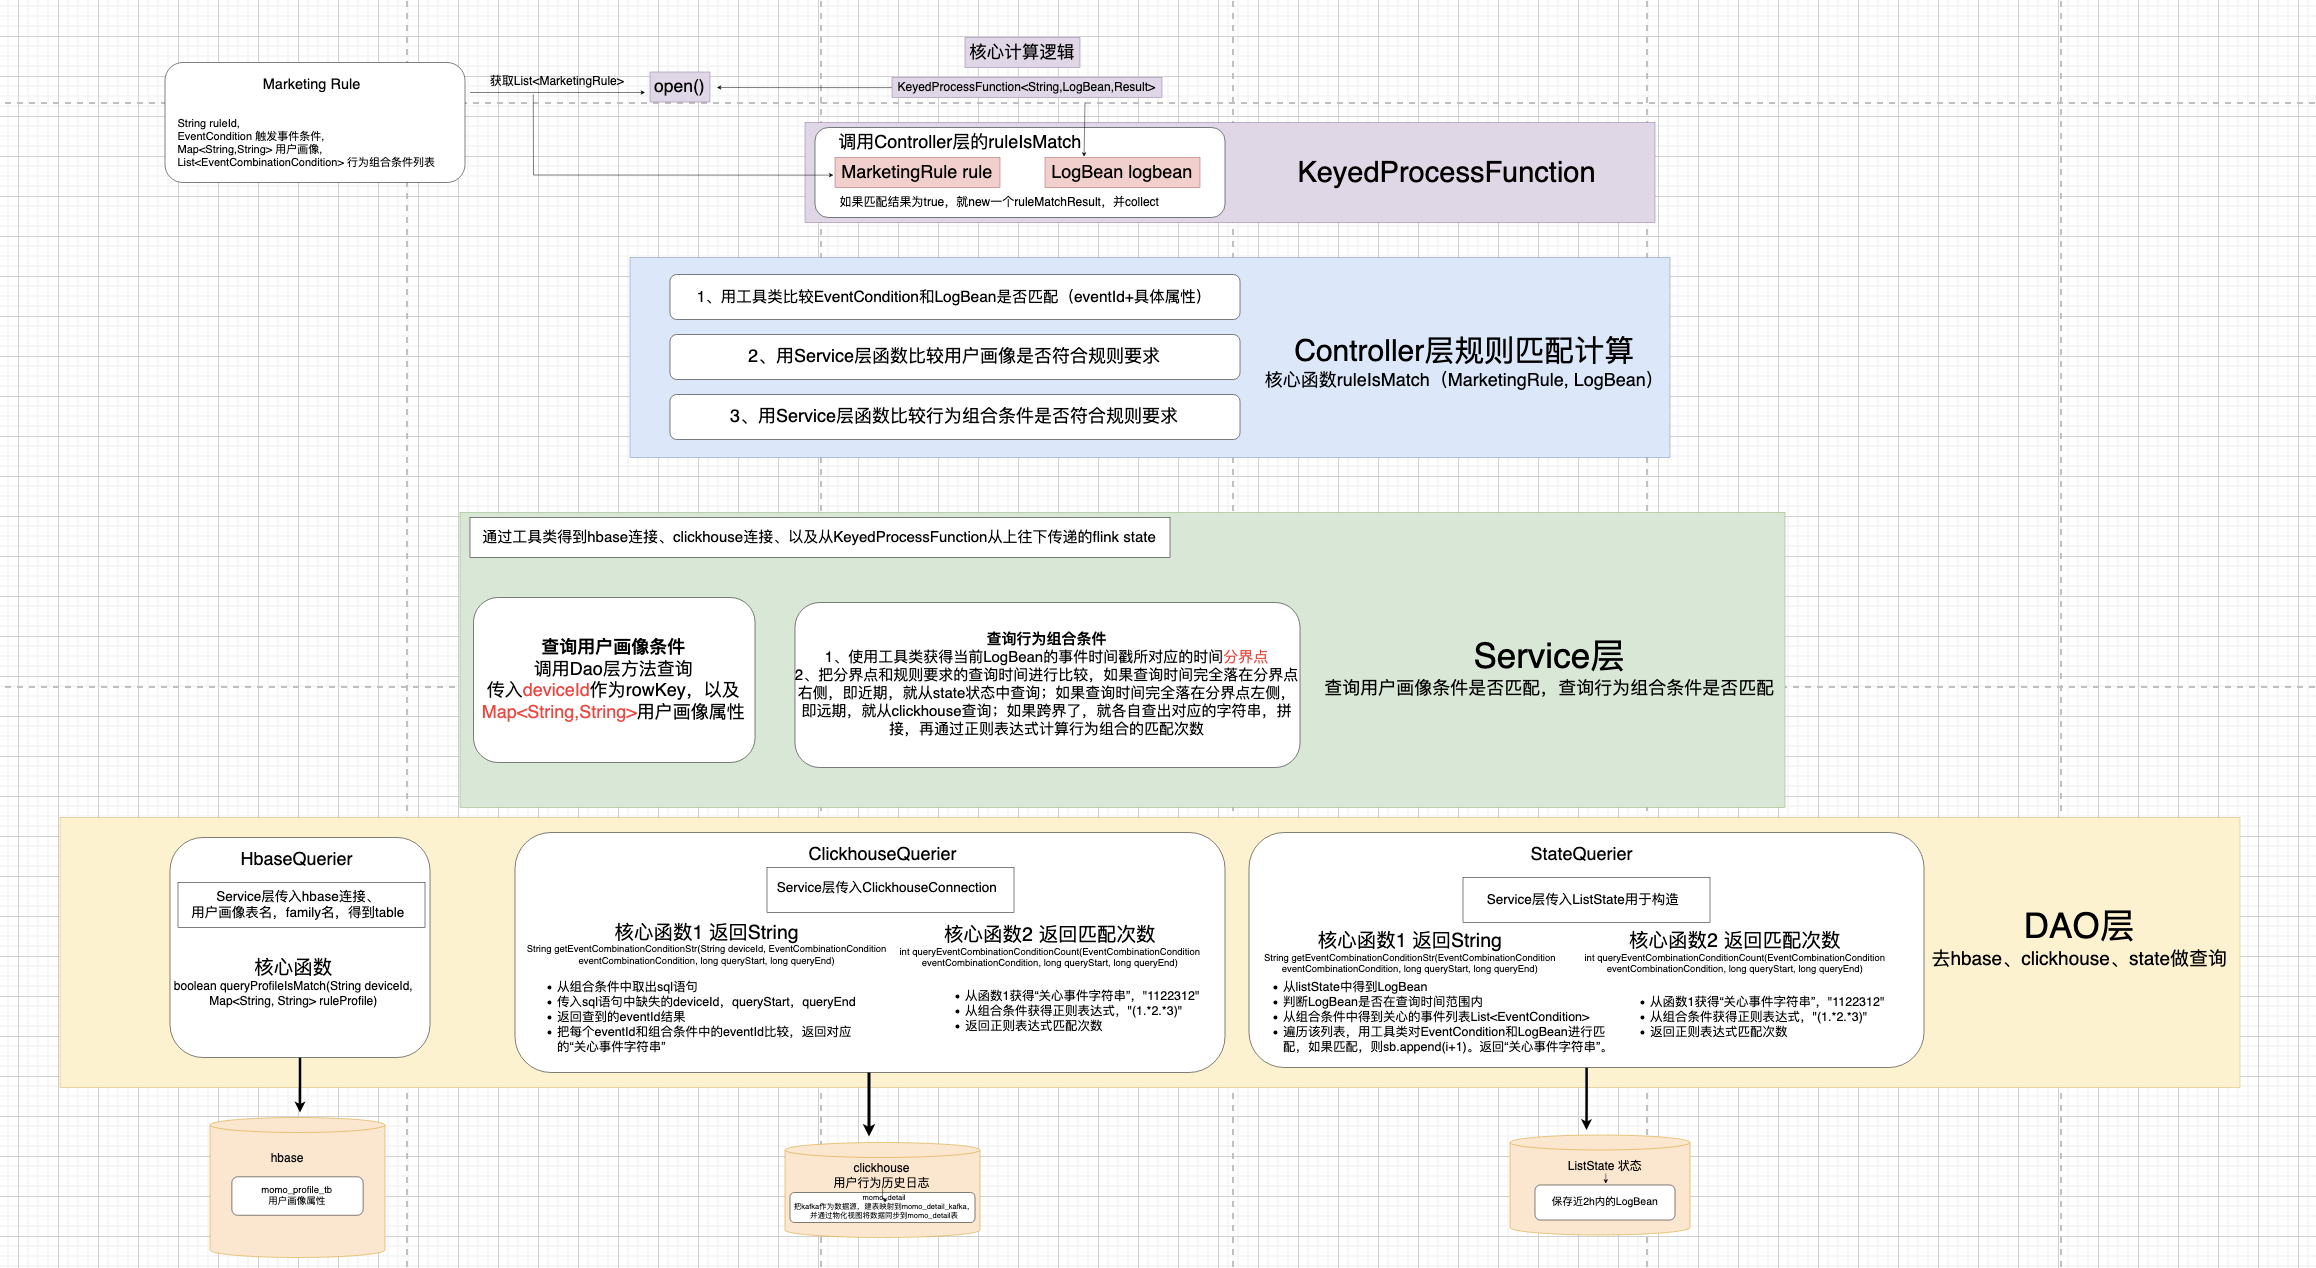 核心计算逻辑
Marketing Rule
String ruleId,
EventCondition 触发事件条件,
Map<String,String> 用户画像,
List<EventCombinationCondition> 行为组合条件列表
获取List<MarketingRule>
open()
KeyedProcessFunction<String,LogBean,Result>
调用Controller层的ruleIsMatch
MarketingRule rule
LogBean logbean
如果匹配结果为true，就new一个ruleMatchResult，并collect
KeyedProcessFunction
1、用工具类比较EventCondition和LogBean是否匹配（eventId+具体属性）
2、用Service层函数比较用户画像是否符合规则要求
3、用Service层函数比较行为组合条件是否符合规则要求
Controller层规则匹配计算
核心函数ruleIsMatch（MarketingRule, LogBean）
通过工具类得到hbase连接、clickhouse连接、以及从KeyedProcessFunction从上往下传递的flink state
查询用户画像条件
调用Dao层方法查询
传入deviceId作为rowKey，以及
Map<String,String>用户画像属性
查询行为组合条件
1、使用工具类获得当前LogBean的事件时间戳所对应的时间分界点
2、把分界点和规则要求的查询时间进行比较，如果查询时间完全落在分界点
右侧，即近期，就从state状态中查询；如果查询时间完全落在分界点左侧，
即远期，就从clickhouse查询；如果跨界了，就各自查出对应的字符串，拼
接，再通过正则表达式计算行为组合的匹配次数
Service层
查询用户画像条件是否匹配，查询行为组合条件是否匹配
HbaseQuerier
Service层传入hbase连接、
用户画像表名，family名，得到table
核心函数
boolean queryProfileIsMatch(String deviceId,
Map<String, String> ruleProfile)
ClickhouseQuerier
Service层传入ClickhouseConnection
核心函数1 返回String
String getEventCombinationConditionStr(String deviceId, EventCombinationCondition
eventCombinationCondition, long queryStart, long queryEnd)
• 从组合条件中取出sql语句
• 传入sql语句中缺失的deviceId，queryStart，queryEnd
• 返回查到的eventId结果
• 把每个eventId和组合条件中的eventId比较，返回对应
的“关心事件字符串”
核心函数2 返回匹配次数
int queryEventCombinationConditionCount(EventCombinationCondition
eventCombinationCondition, long queryStart, long queryEnd)
• 从函数1获得“关心事件字符串”，"1122312"
• 从组合条件获得正则表达式，"(1.*2.*3)"
• 返回正则表达式匹配次数
StateQuerier
Service层传入ListState用于构造
核心函数1 返回String
String getEventCombinationConditionStr(EventCombinationCondition
eventCombinationCondition, long queryStart, long queryEnd)
• 从listState中得到LogBean
• 判断LogBean是否在查询时间范围内
• 从组合条件中得到关心的事件列表List<EventCondition>
• 遍历该列表，用工具类对EventCondition和LogBean进行匹
配，如果匹配，则sb.append(i+1)。返回“关心事件字符串”。
核心函数2 返回匹配次数
int queryEventCombinationConditionCount(EventCombinationCondition
eventCombinationCondition, long queryStart, long queryEnd)
• 从函数1获得“关心事件字符串”，"1122312"
• 从组合条件获得正则表达式，"(1.*2.*3)"
• 返回正则表达式匹配次数
DAO层
去hbase、clickhouse、state做查询
hbase
momo_profile_tb
用户画像属性
clickhouse
用户行为历史日志
momo_detail
把kafka作为数据源，建表映射到momo_detail_kafka，
并通过物化视图将数据同步到momo_detail表
ListState 状态
保存近2h内的LogBean